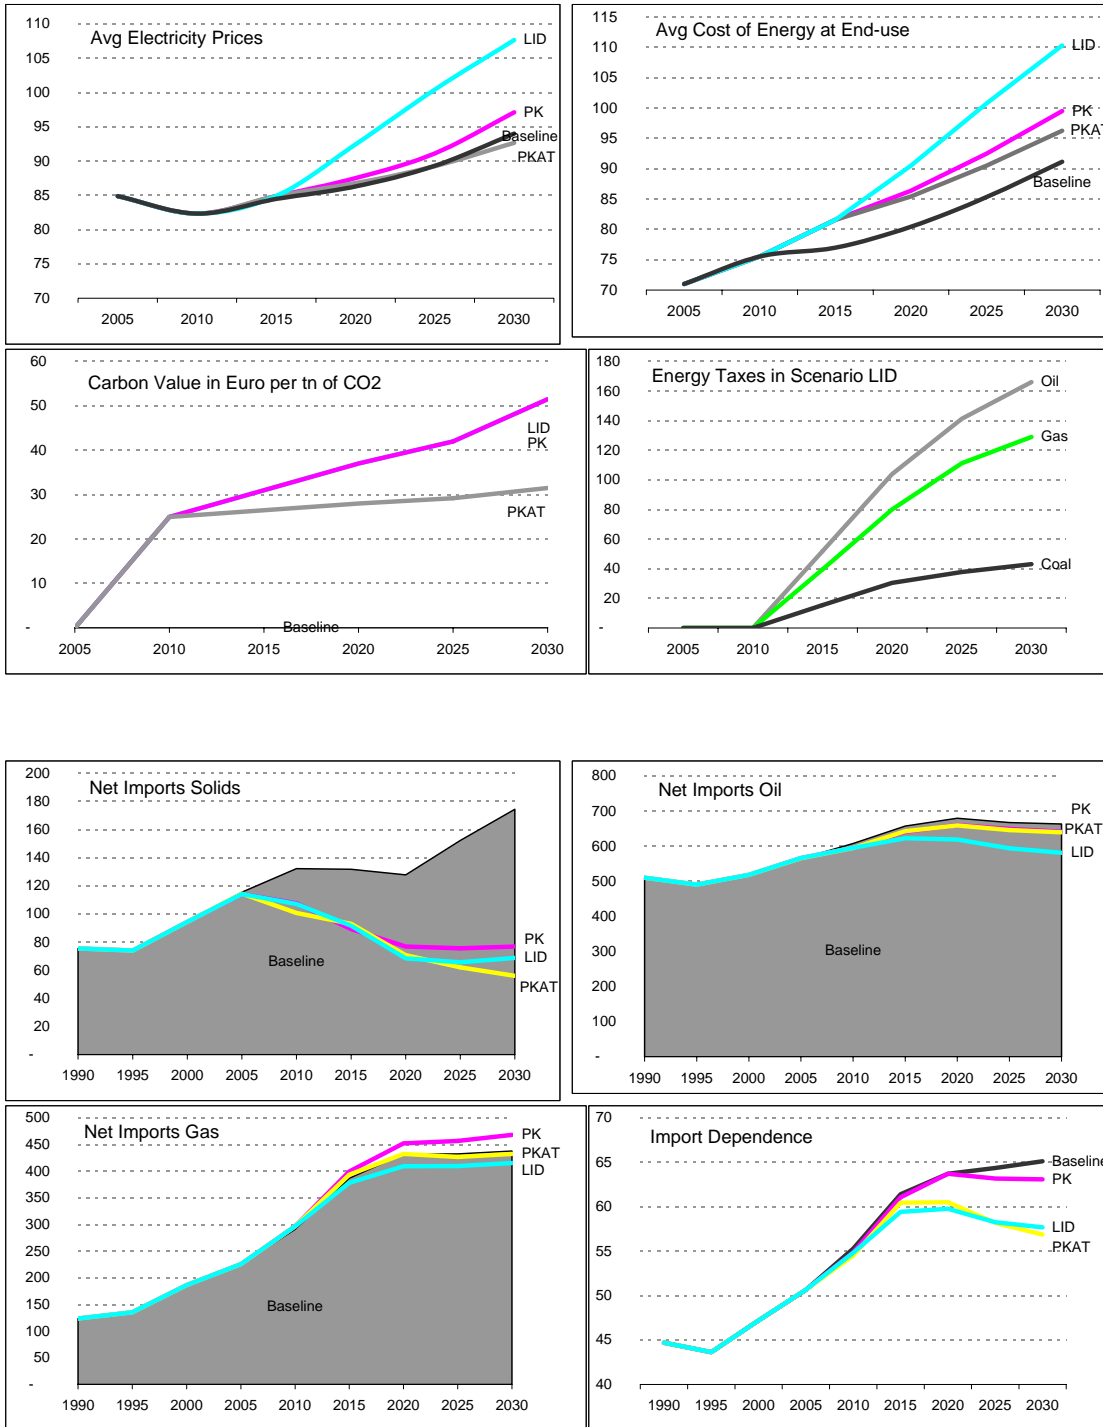 Avg Electricity Prices
110
105
100
95
90
85
80
75
70
2005 2010 2015 2020 2025 2030
LID
PK
Baseline
PKAT
Avg Cost of Energy at End-use
115
110
105
100
95
90
85
80
75
70
2005 2010 2015 2020 2025 2030
LID
PK
PKAT
Baseline
Carbon Value in Euro per tn of CO2
60
50
40
30
20
10
-
2005 2010 2015 2020 2025 2030
LID
PK
PKAT
Baseline
Energy Taxes in Scenario LID
180
160
140
120
100
80
60
40
20
-
2005 2010 2015 2020 2025 2030
Oil
Gas
Coal
Net Imports Solids
200
180
160
140
120
100
80
60
40
20
-
1990 1995 2000 2005 2010 2015 2020 2025 2030
Baseline
PK
LID
PKAT
Net Imports Oil
800
700
600
500
400
300
200
100
-
1990 1995 2000 2005 2010 2015 2020 2025 2030
Baseline
PK
PKAT
LID
Net Imports Gas
500
450
400
350
300
250
200
150
100
50
-
1990 1995 2000 2005 2010 2015 2020 2025 2030
Baseline
PK
PKAT
LID
Import Dependence
70
65
60
55
50
45
40
1990 1995 2000 2005 2010 2015 2020 2025 2030
Baseline
PK
LID
PKAT